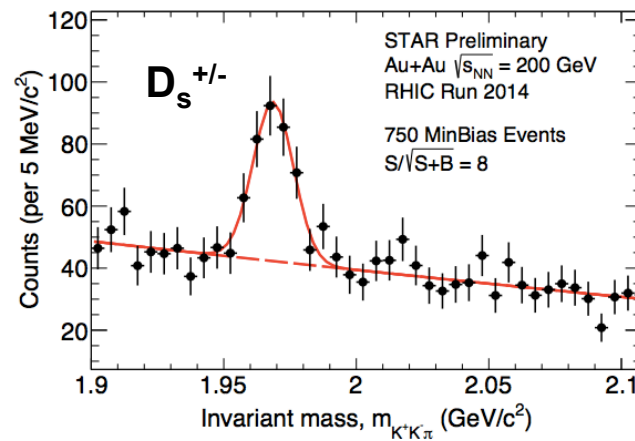 120
100
80
60
40
20
Counts (per 5 MeV/c²)
Dₛ⁺/⁻
STAR Preliminary
Au+Au √sNN = 200 GeV
RHIC Run 2014
750 MinBias Events
S/√S+B = 8
1.9 1.95 2 2.05 2.1
Invariant mass, m K⁺K⁻π (GeV/c²)